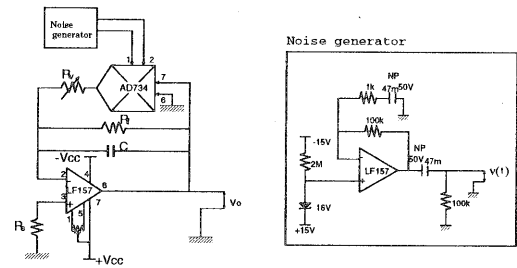 Noise
generator
1 2
7
AD734
6
Rv
Rf
C
-Vcc
2
4
6
LF157
3
7
1
5
Rs
+Vcc
Vo
Noise generator
NP
1k
47m 50V
100k
-15V
2M
NP
50V 47m
LF157
v(t)
16V
100k
+15V